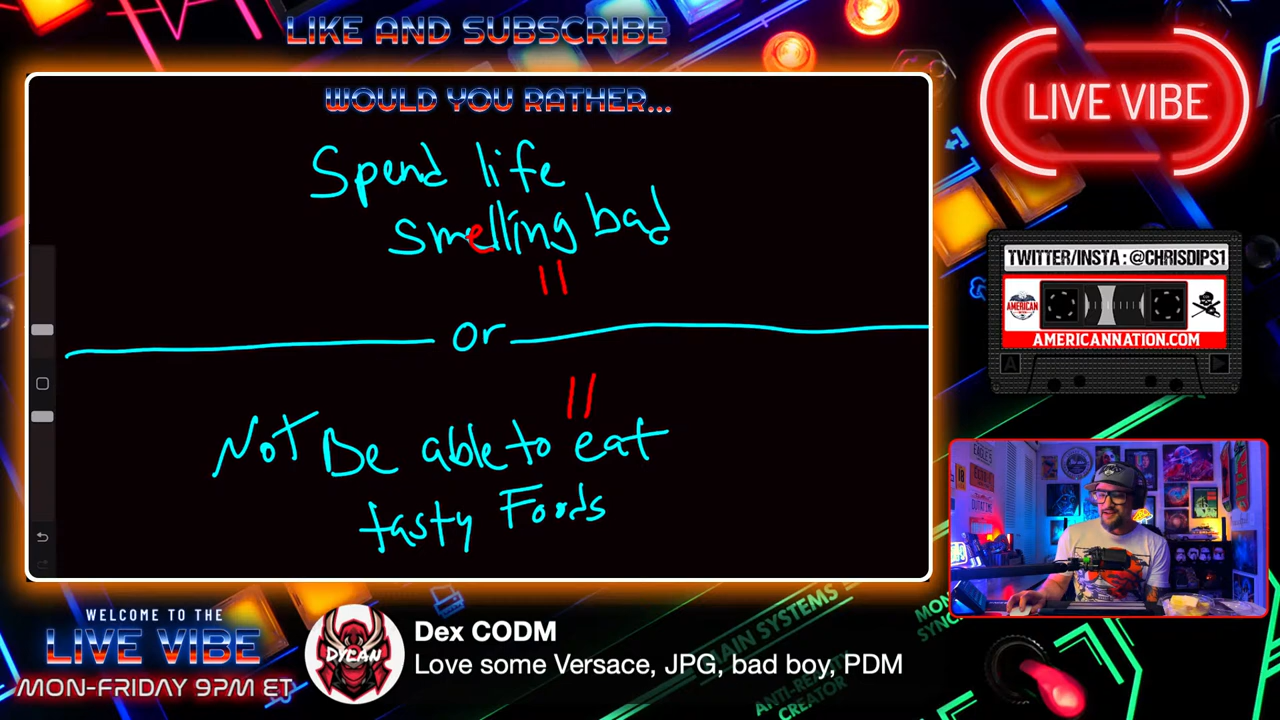 LIKE AND SUBSCRIBE
WOULD YOU RATHER...
Spend life
smelling bad
or
Not Be able to eat
tasty Foods
LIVE VIBE
TWITTER/INSTA : @CHRISDIPS1
AMERICAN
AMERICANNATION.COM
A
WELCOME TO THE
LIVE VIBE
MON-FRIDAY 9PM ET
DYCAN
Dex CODM
Love some Versace, JPG, bad boy, PDM